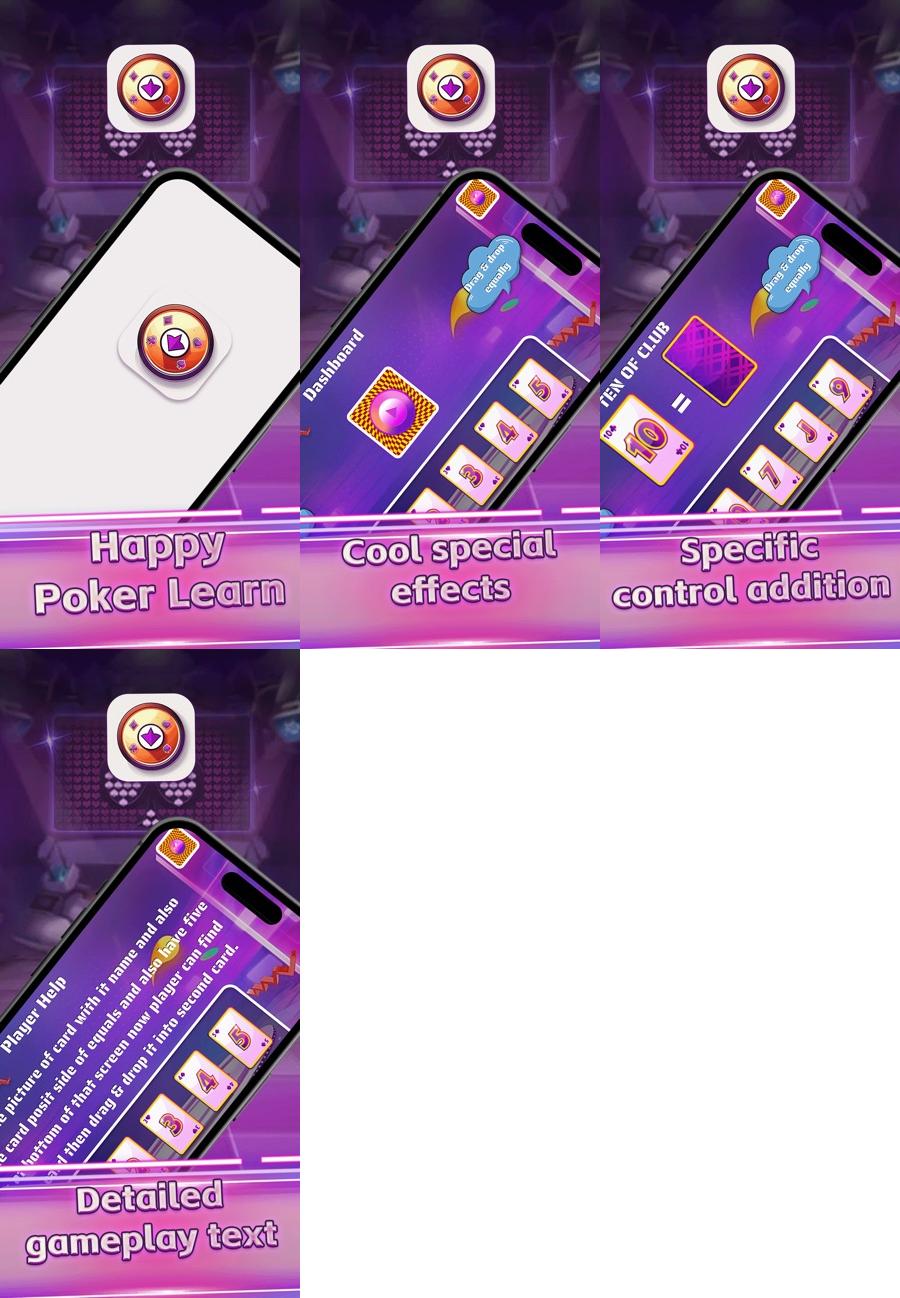 Happy
Poker Learn
Drag & drop
equally
Dashboard
5
4
3
Cool special
effects
Drag & drop
equally
TEN OF CLUB
10
10
10
=
9
J
7
Specific
control addition
Player Help
picture of card with it name and also
card posit side of equals and also have five
bottom of that screen now player can find
then drag & drop it into second card.
5
4
3
Detailed
gameplay text